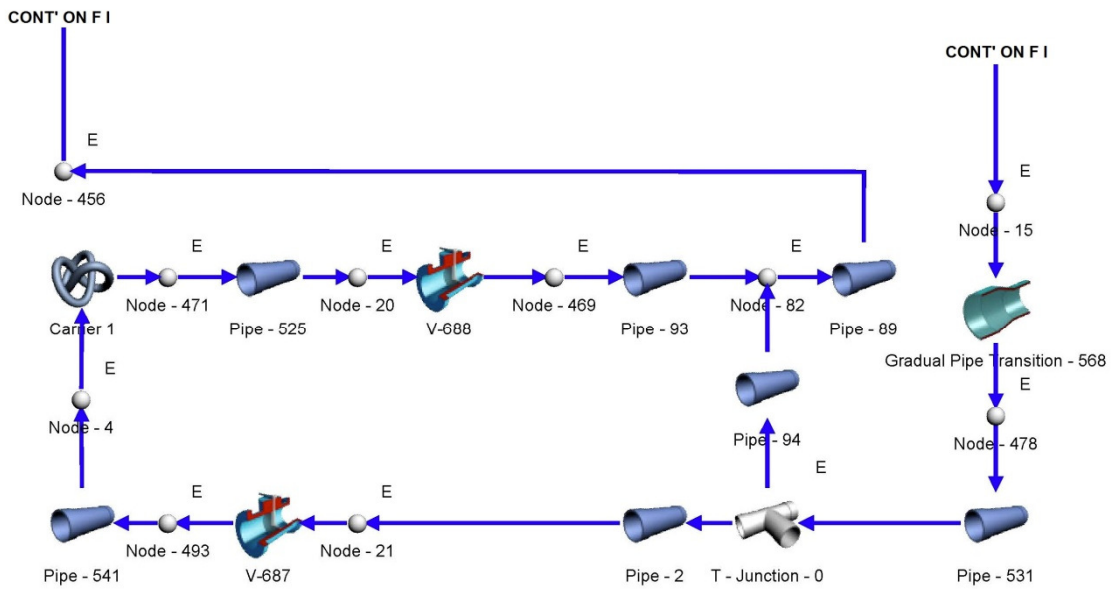 CONT' ON F I
CONT' ON F I
E
E
Node - 456
Node - 15
E
E
E
E
Node - 471
Node - 20
Node - 469
Node - 82
Carrier 1
Pipe - 525
V-688
Pipe - 93
Pipe - 89
Gradual Pipe Transition - 568
E
E
Node - 4
Pipe - 94
Node - 478
E
E
E
Node - 493
Node - 21
Pipe - 541
V-687
Pipe - 2
T - Junction - 0
Pipe - 531